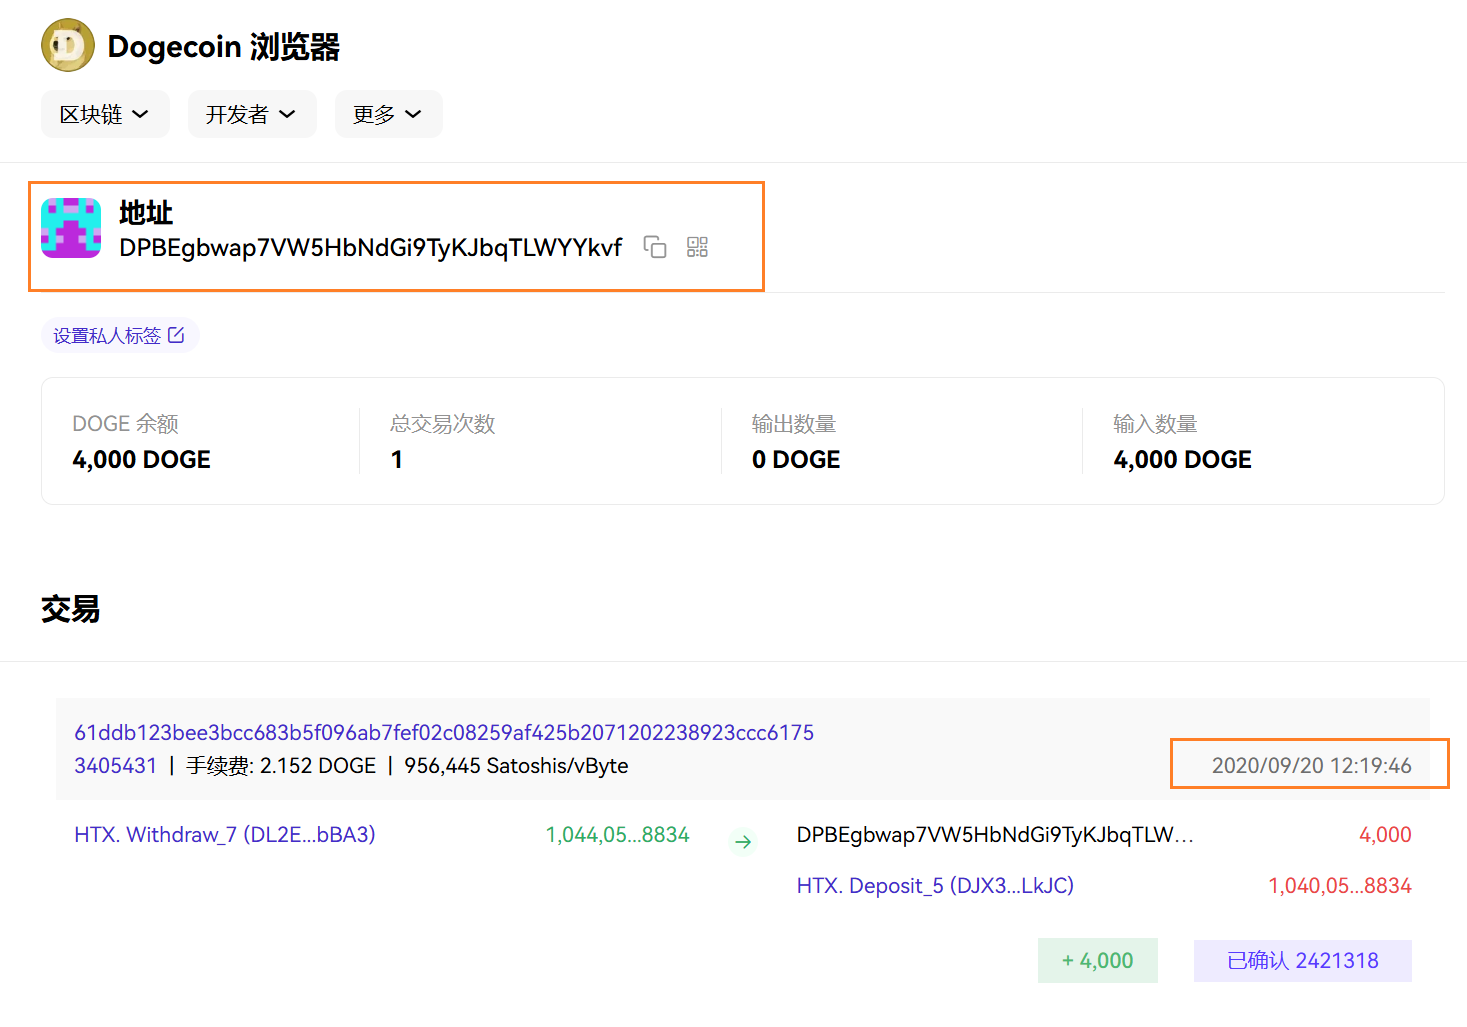 Dogecoin 浏览器
区块链 开发者 更多
地址
DPBEgbwap7VW5HbNdGi9TyKJbqTLWYYkvf
设置私人标签
DOGE 余额 总交易次数 输出数量 输入数量
4,000 DOGE 1 0 DOGE 4,000 DOGE
交易
61ddb123bee3bcc683b5f096ab7fef02c08259af425b2071202238923ccc6175
3405431 | 手续费: 2.152 DOGE | 956,445 Satoshis/vByte 2020/09/20 12:19:46
HTX. Withdraw_7 (DL2E...bBA3) 1,044,05...8834 → DPBEgbwap7VW5HbNdGi9TyKJbqTLW... 4,000
HTX. Deposit_5 (DJX3...LkJC) 1,040,05...8834
+ 4,000 已确认 2421318